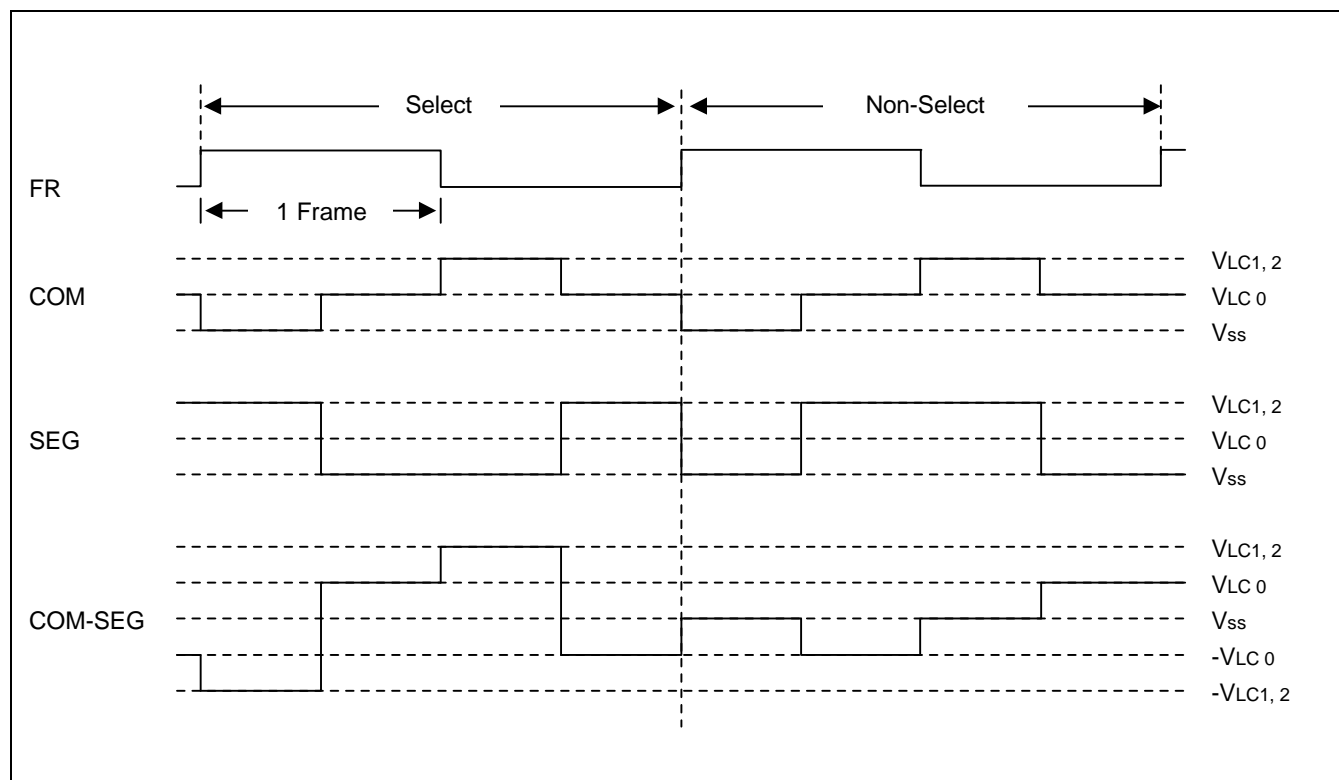 Select
Non-Select
FR
1 Frame
COM
VLC1, 2
VLC 0
Vss
SEG
VLC1, 2
VLC 0
Vss
COM-SEG
VLC1, 2
VLC 0
Vss
-VLC 0
-VLC1, 2